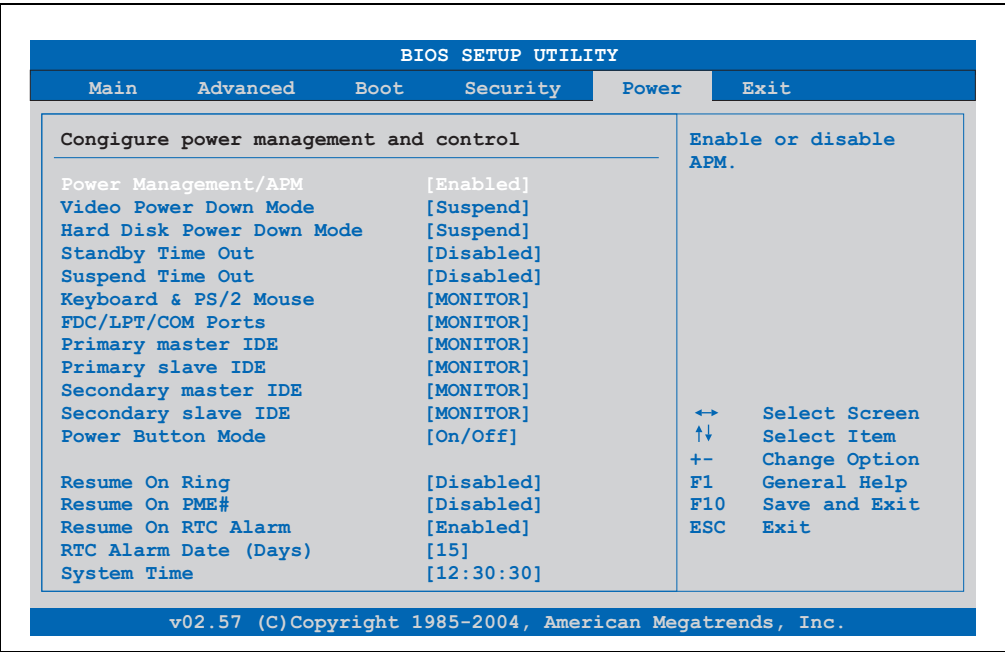 BIOS SETUP UTILITY
Main Advanced Boot Security Power Exit
Congigure power management and control
Power Management/APM [Enabled]
Video Power Down Mode [Suspend]
Hard Disk Power Down Mode [Suspend]
Standby Time Out [Disabled]
Suspend Time Out [Disabled]
Keyboard & PS/2 Mouse [MONITOR]
FDC/LPT/COM Ports [MONITOR]
Primary master IDE [MONITOR]
Primary slave IDE [MONITOR]
Secondary master IDE [MONITOR]
Secondary slave IDE [MONITOR]
Power Button Mode [On/Off]
Resume On Ring [Disabled]
Resume On PME# [Disabled]
Resume On RTC Alarm [Enabled]
RTC Alarm Date (Days) [15]
System Time [12:30:30]
Enable or disable
APM.
↔ Select Screen
↑↓ Select Item
+- Change Option
F1 General Help
F10 Save and Exit
ESC Exit
v02.57 (C)Copyright 1985-2004, American Megatrends, Inc.